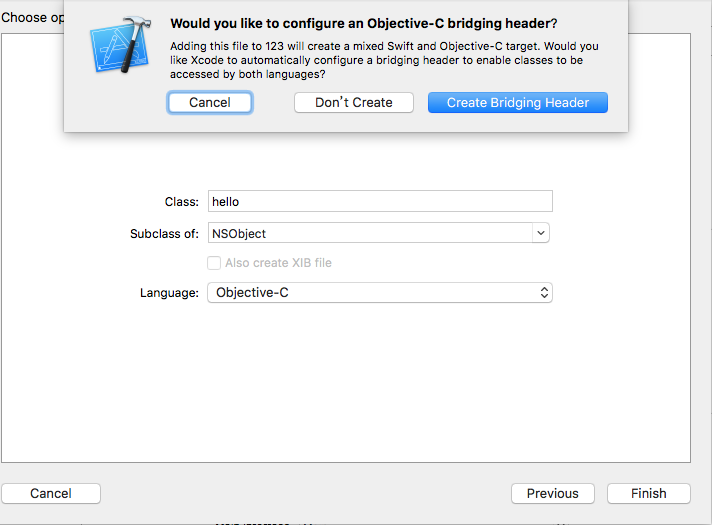 Choose op
Would you like to configure an Objective-C bridging header?
Adding this file to 123 will create a mixed Swift and Objective-C target. Would you
like Xcode to automatically configure a bridging header to enable classes to be
accessed by both languages?
Cancel
Don't Create
Create Bridging Header
Class: hello
Subclass of: NSObject
Also create XIB file
Language: Objective-C
Cancel
Previous
Finish